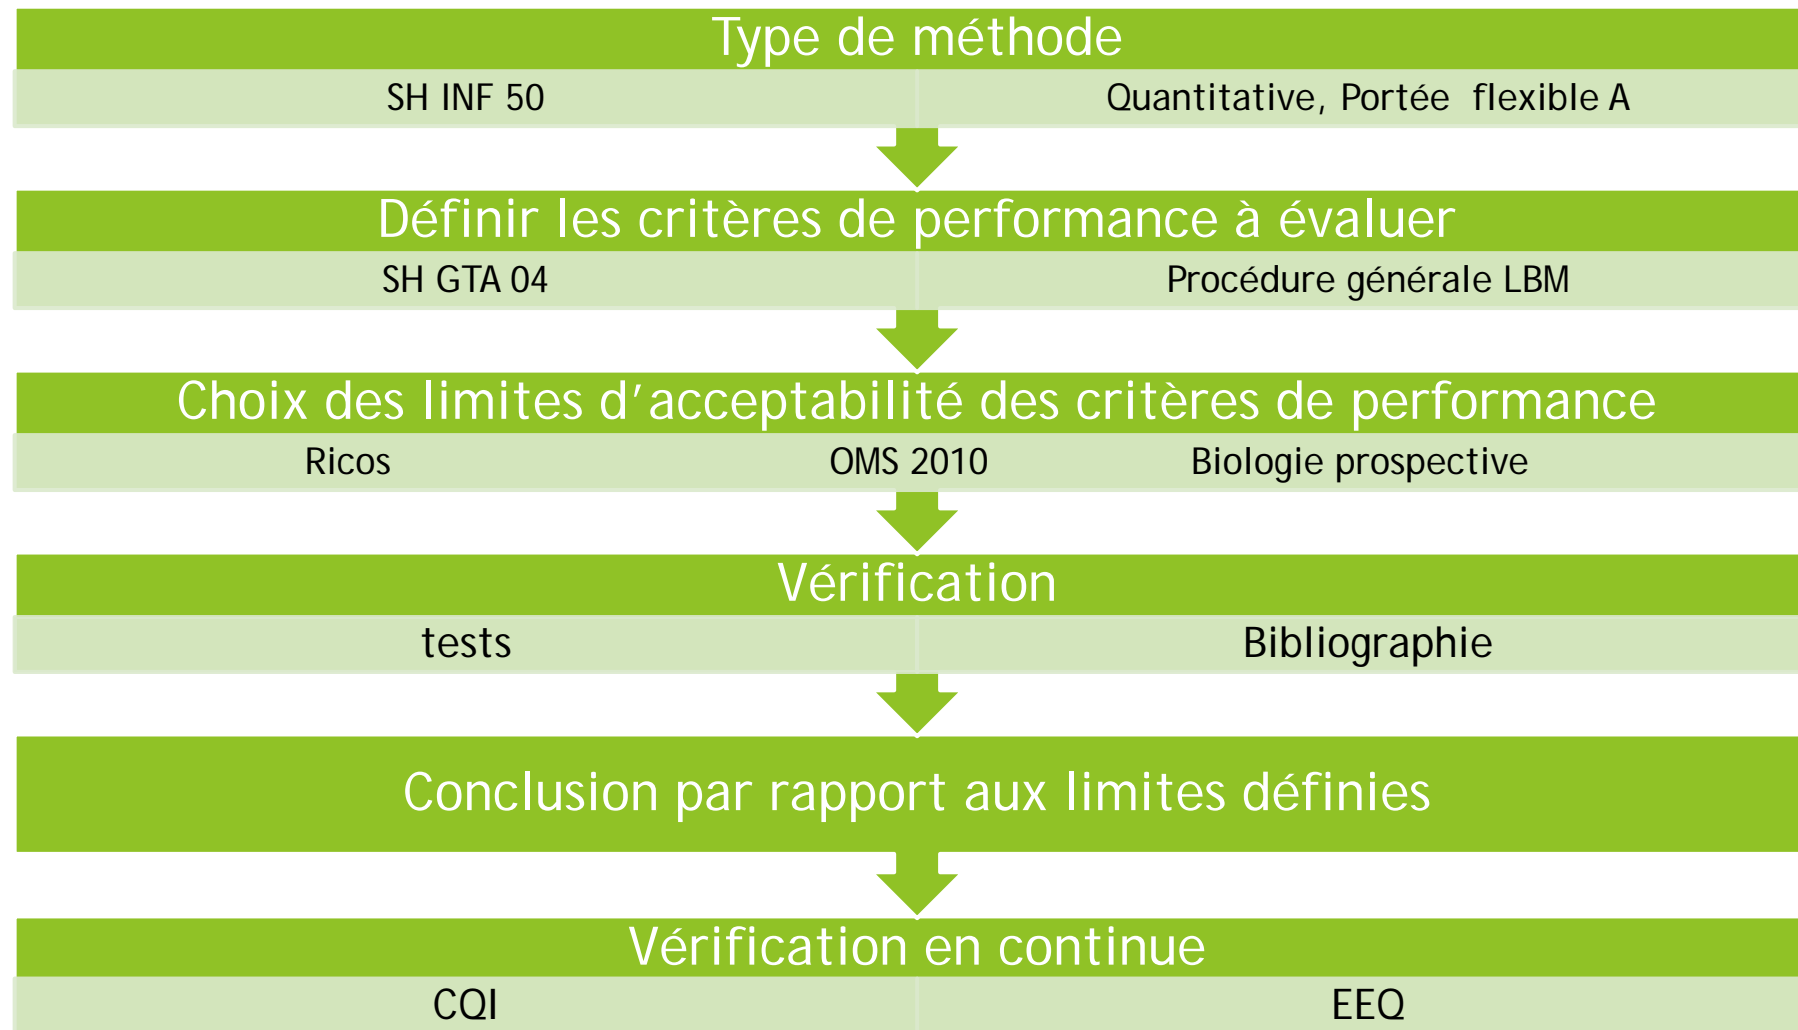 Type de méthode
SH INF 50
Quantitative, Portée flexible A
Définir les critères de performance à évaluer
SH GTA 04
Procédure générale LBM
Choix des limites d’acceptabilité des critères de performance
Ricos
OMS 2010
Biologie prospective
Vérification
tests
Bibliographie
Conclusion par rapport aux limites définies
Vérification en continue
CQI
EEQ